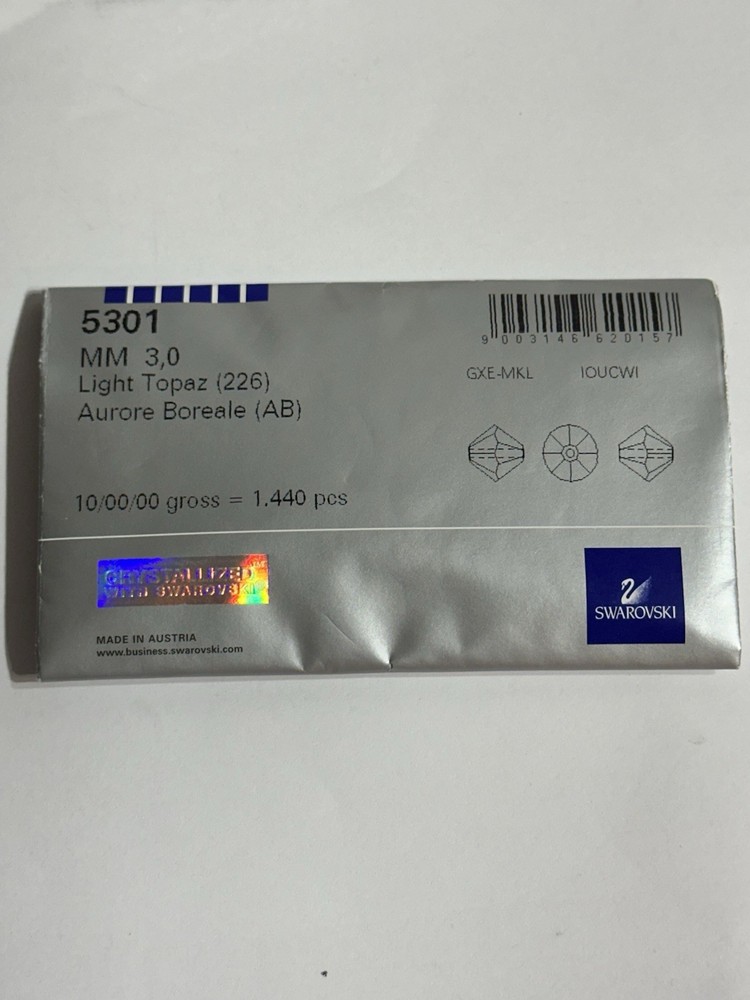 5301
MM 3,0
Light Topaz (226)
Aurore Boreale (AB)
9 003146 620157
GXE-MKL IOUCWI
10/00/00 gross = 1.440 pcs
CRYSTALLIZED™
WITH SWAROVSKI
SWAROVSKI
MADE IN AUSTRIA
www.business.swarovski.com